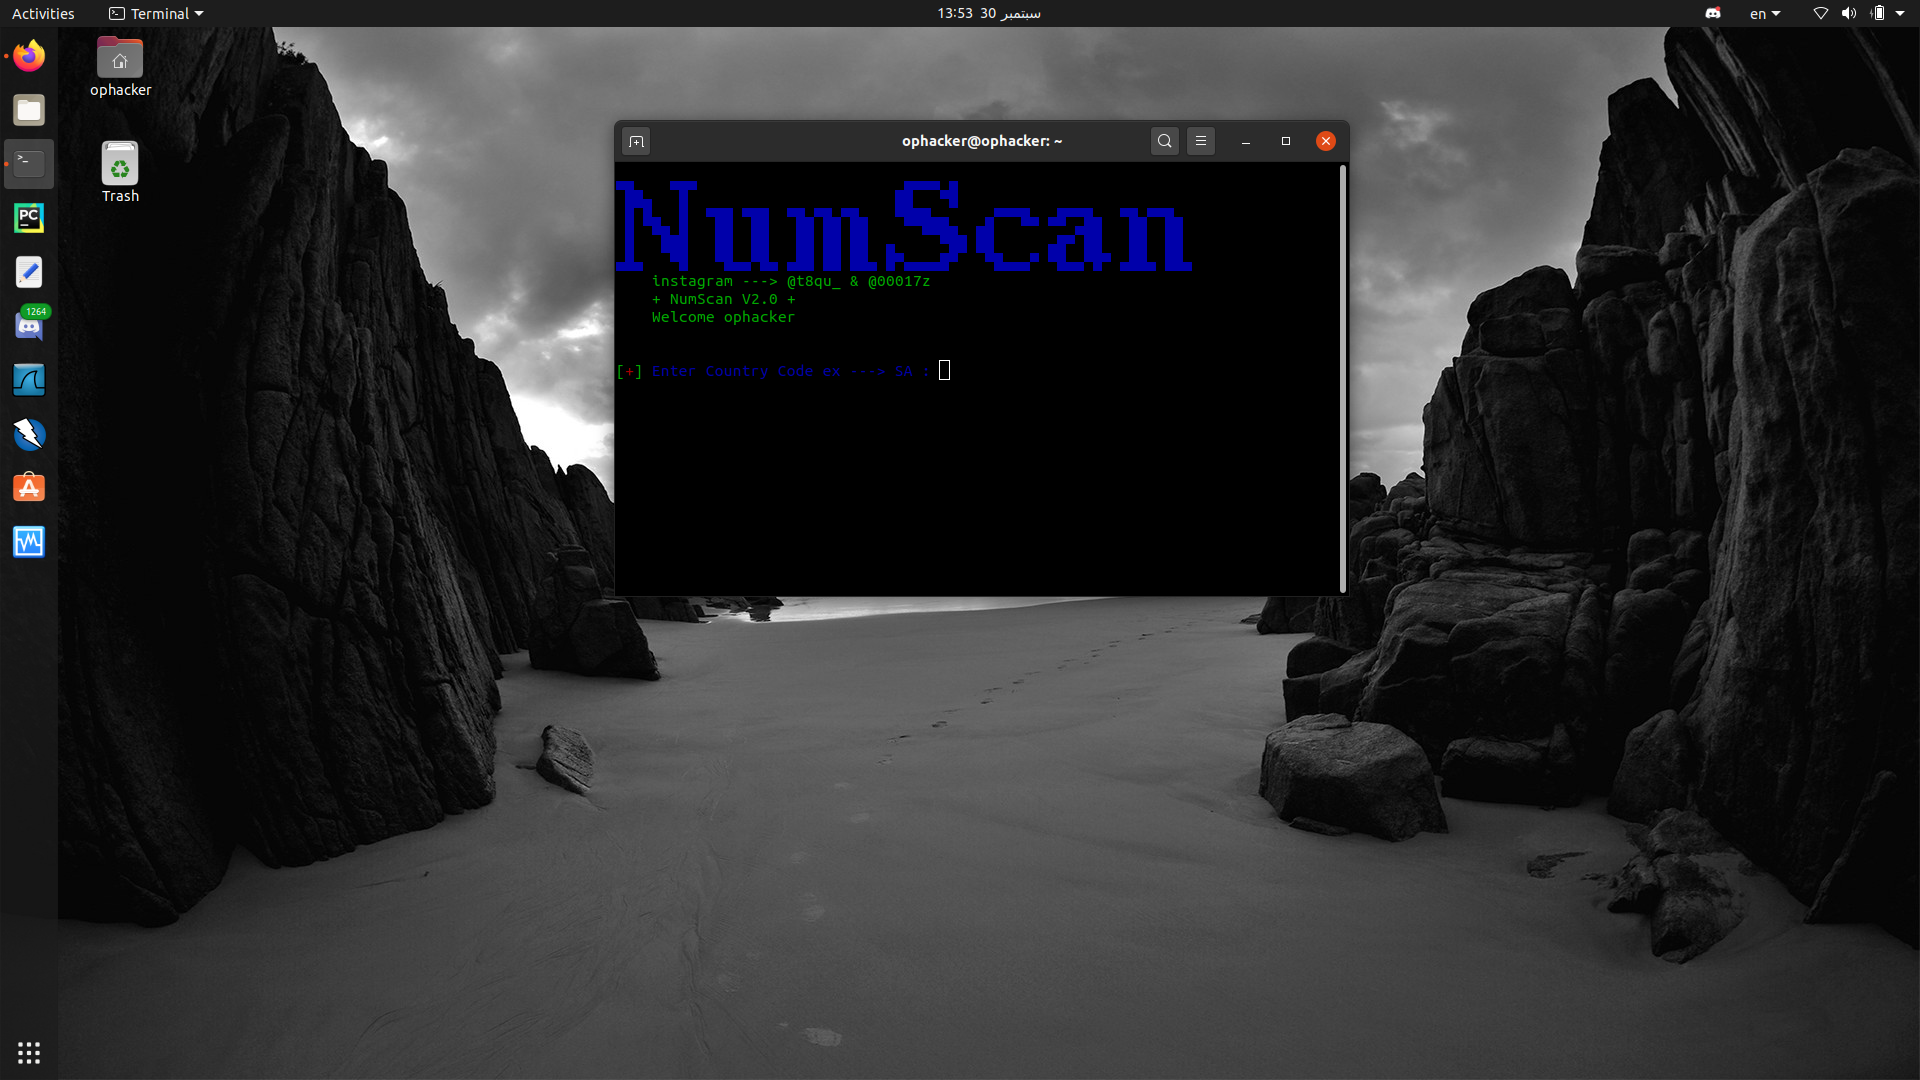 Activities
Terminal
13:53 30 سبتمبر
en
ophacker
Trash
PC
1264
ophacker@ophacker: ~
NumScan
instagram ---> @t8qu_ & @00017z
+ NumScan V2.0 +
Welcome ophacker
[+] Enter Country Code ex ---> SA :